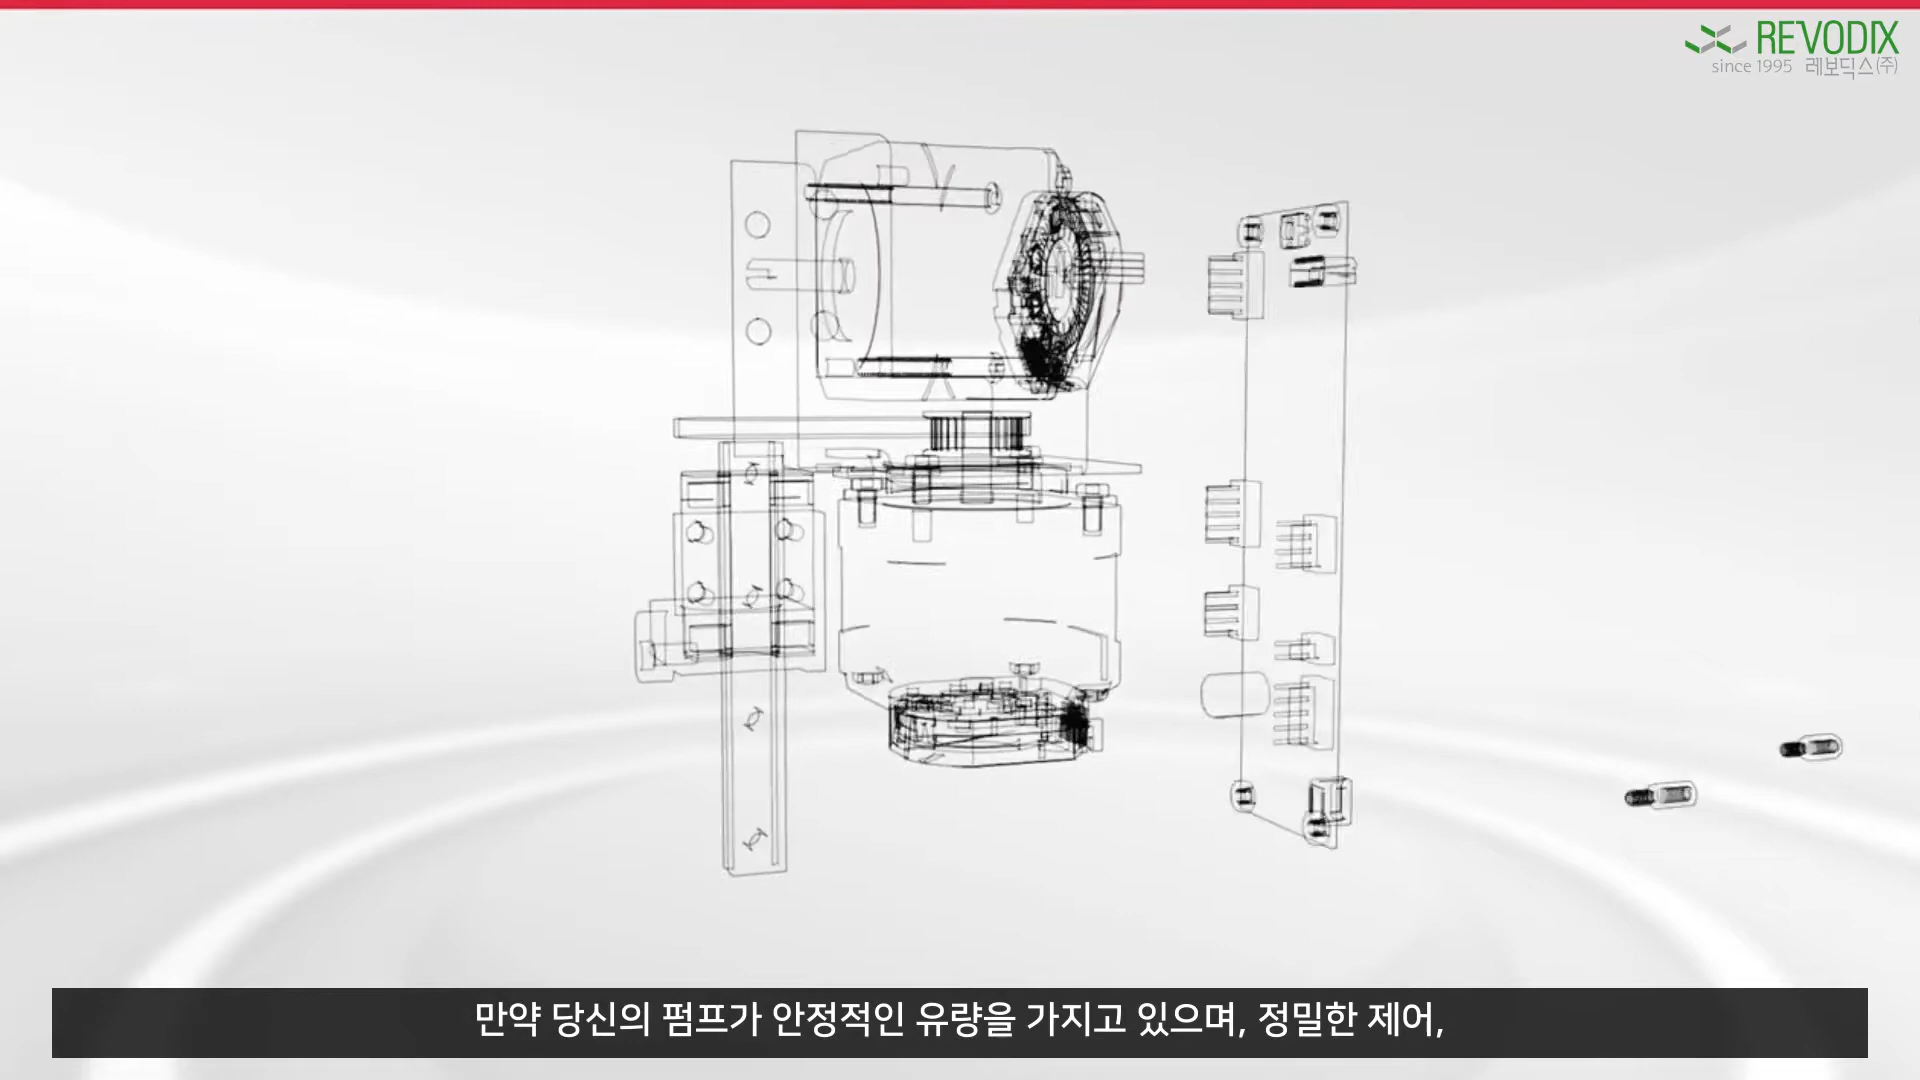 REVODIX
since 1995 레보딕스(주)
만약 당신의 펌프가 안정적인 유량을 가지고 있으며, 정밀한 제어,